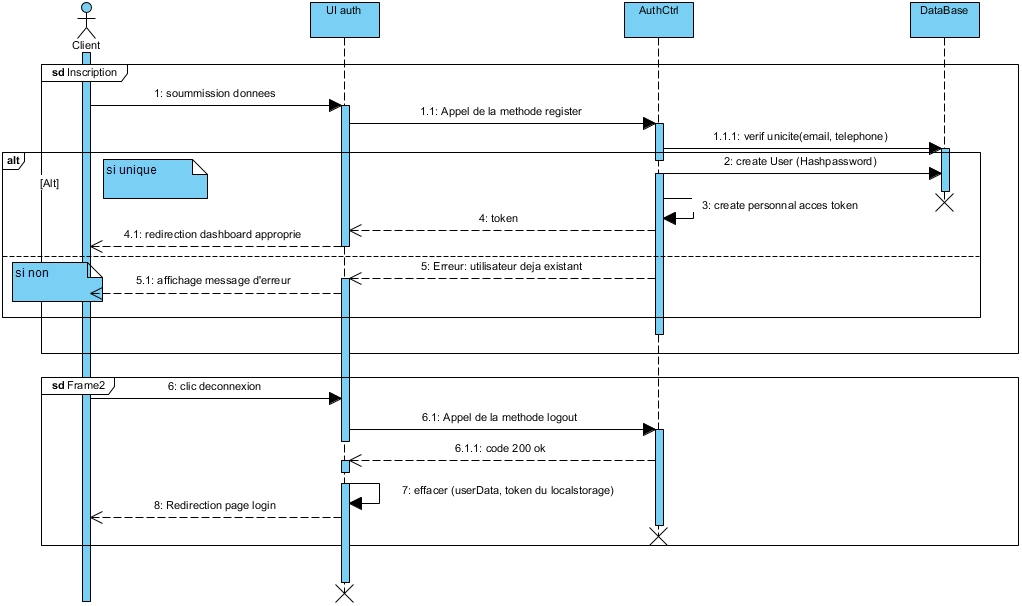 Client
UI auth
AuthCtrl
DataBase
sd Inscription
1: soummission donnees
1.1: Appel de la methode register
1.1.1: verif unicite(email, telephone)
alt
[Alt]
si unique
2: create User (Hashpassword)
3: create personnal acces token
4: token
4.1: redirection dashboard approprie
si non
5: Erreur: utilisateur deja existant
5.1: affichage message d'erreur
sd Frame2
6: clic deconnexion
6.1: Appel de la methode logout
6.1.1: code 200 ok
7: effacer (userData, token du localstorage)
8: Redirection page login